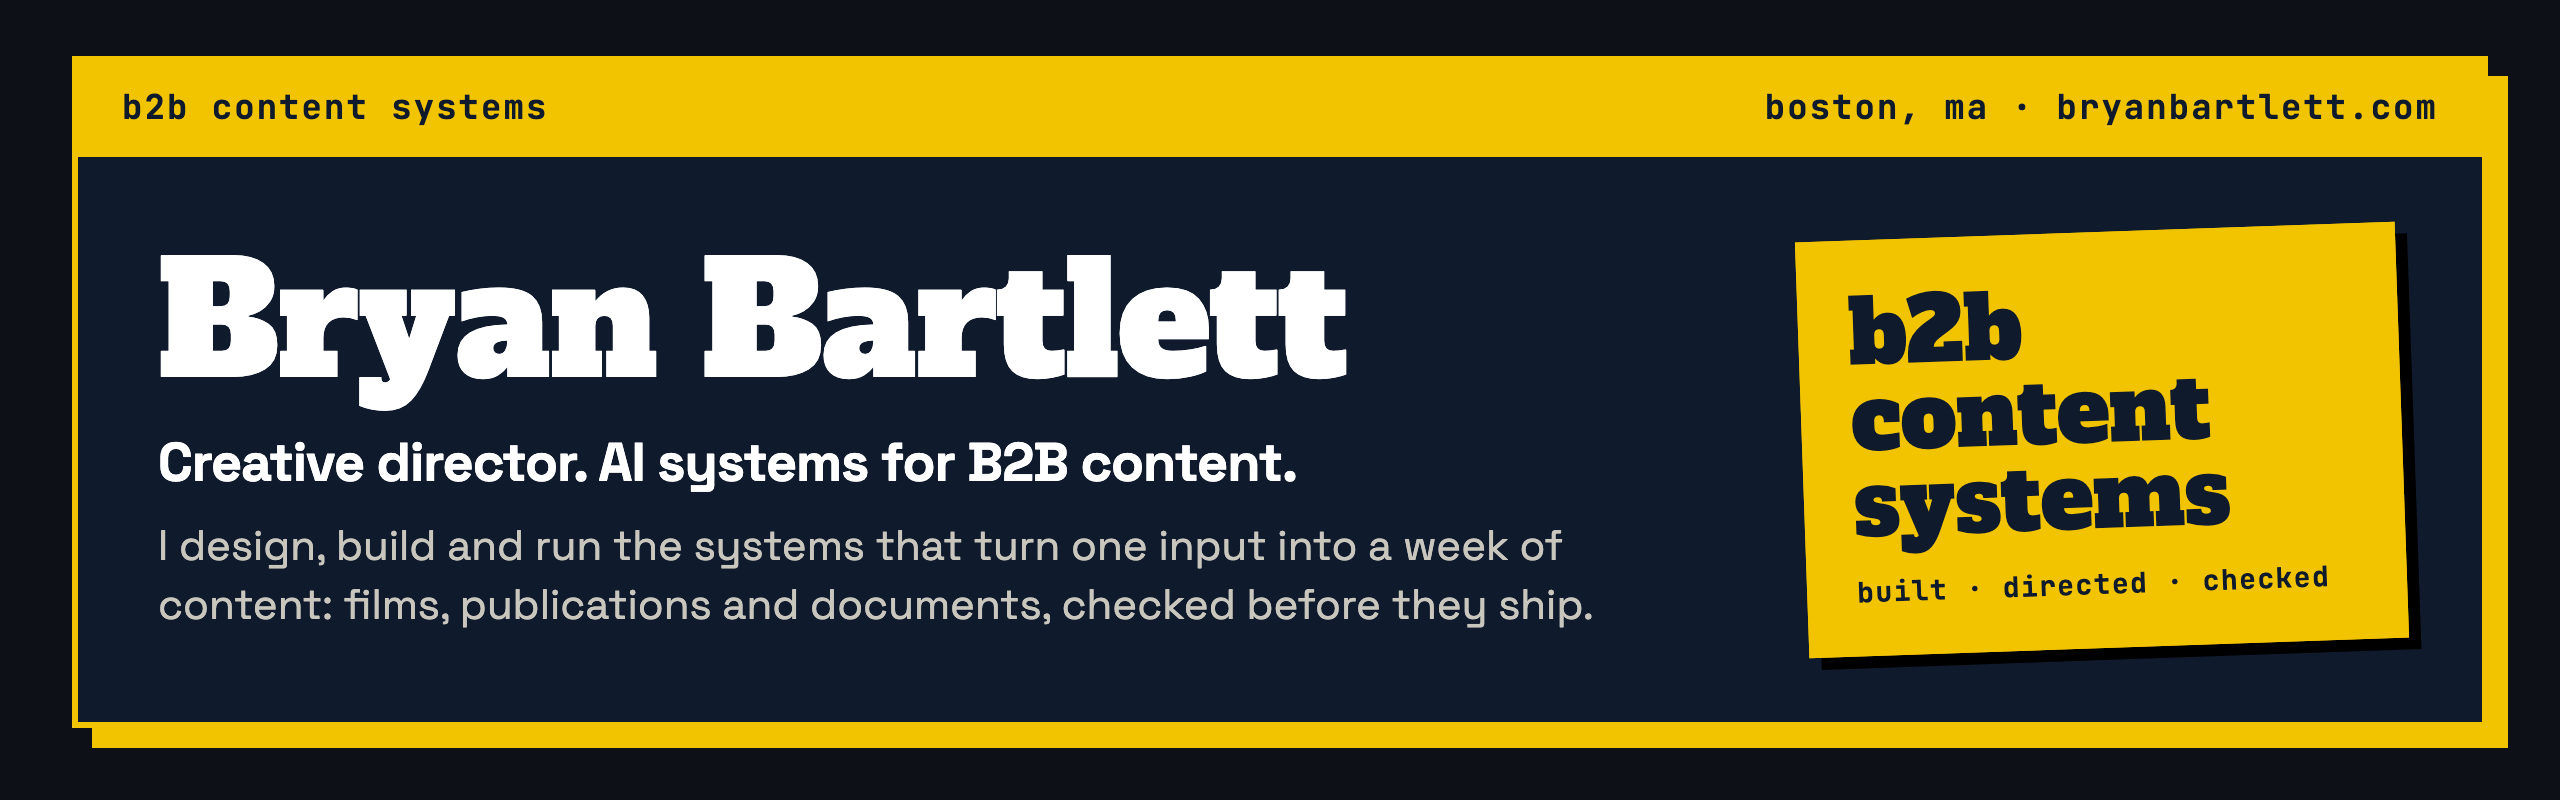 b2b content systems
boston, ma · bryanbartlett.com
Bryan Bartlett
Creative director. AI systems for B2B content.
I design, build and run the systems that turn one input into a week of
content: films, publications and documents, checked before they ship.
b2b
content
systems
built · directed · checked